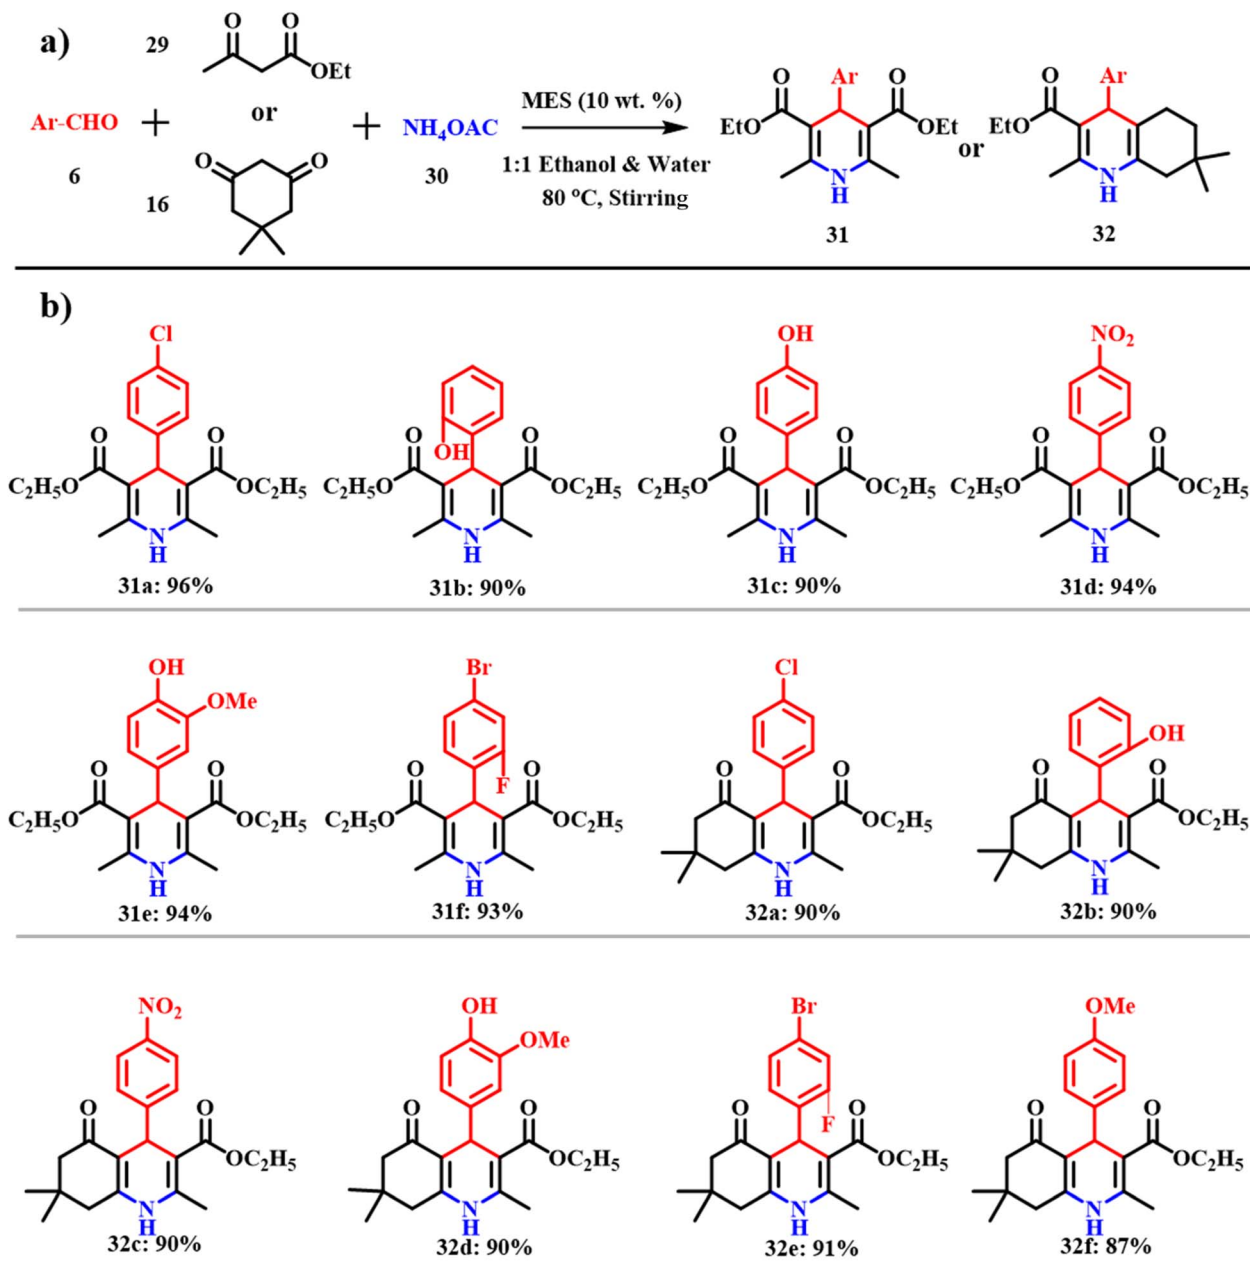 a)
29
O O
OEt
or
Ar-CHO + + NH₄OAC
6
30
O O
16
MES (10 wt. %)
1:1 Ethanol & Water
80 °C, Stirring
O Ar O
EtO OEt
N
H
31
or
O Ar
EtO
N
H
32
b)
Cl
O O
C₂H₅O OC₂H₅
N
H
31a: 96%
OH
O O
C₂H₅O OC₂H₅
N
H
31b: 90%
OH
O O
C₂H₅O OC₂H₅
N
H
31c: 90%
NO₂
O O
C₂H₅O OC₂H₅
N
H
31d: 94%
OH
OMe
O O
C₂H₅O OC₂H₅
N
H
31e: 94%
Br
F
O O
C₂H₅O OC₂H₅
N
H
31f: 93%
Cl
O O
OC₂H₅
N
H
32a: 90%
OH
O O
OC₂H₅
N
H
32b: 90%
NO₂
O O
OC₂H₅
N
H
32c: 90%
OH
OMe
O O
OC₂H₅
N
H
32d: 90%
Br
F
O O
OC₂H₅
N
H
32e: 91%
OMe
O O
OC₂H₅
N
H
32f: 87%